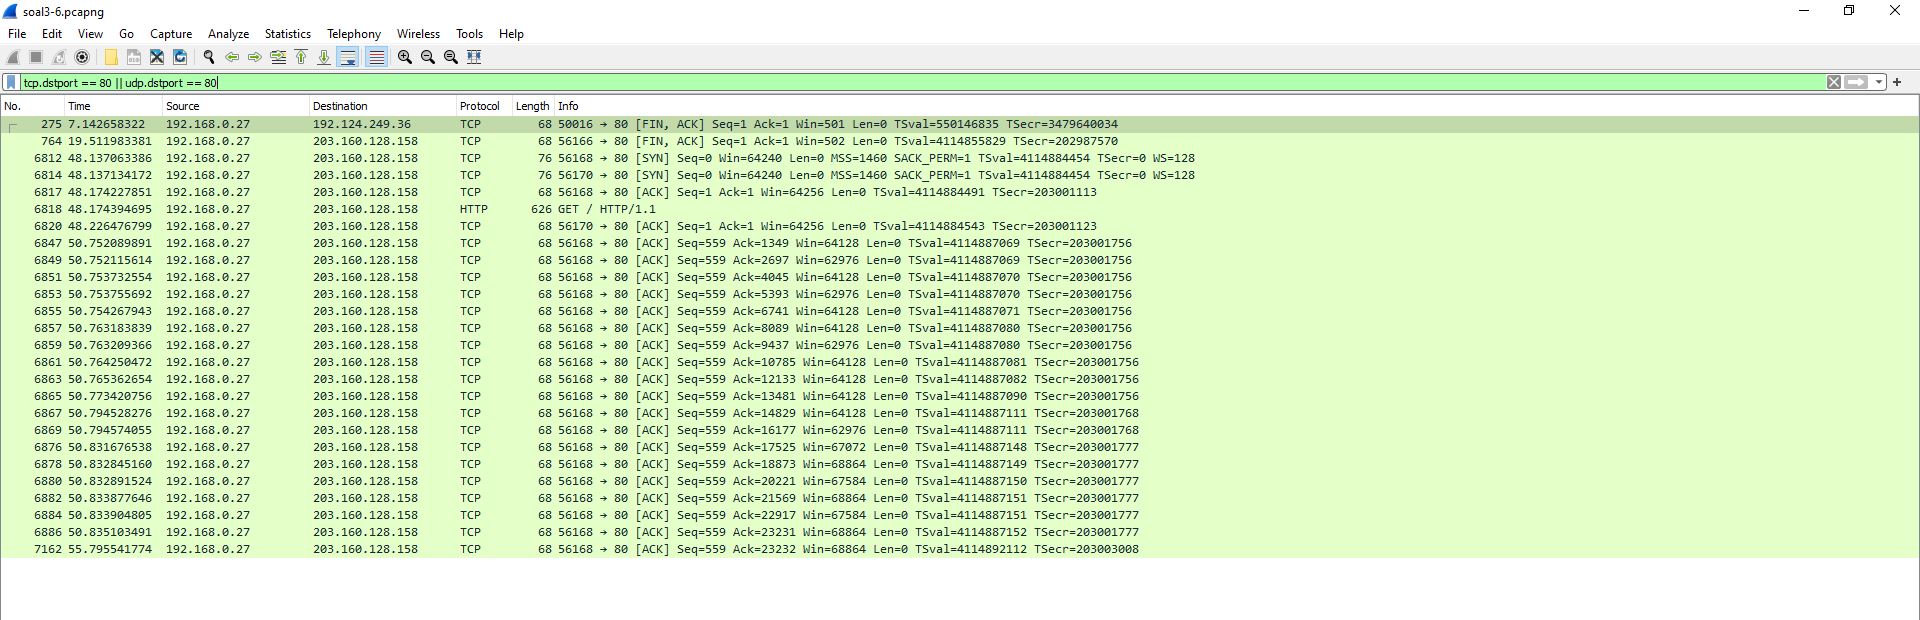 soal3-6.pcapng
File Edit View Go Capture Analyze Statistics Telephony Wireless Tools Help
tcp.dstport == 80 || udp.dstport == 80
No. Time Source Destination Protocol Length Info
275 7.142658322 192.168.0.27 192.124.249.36 TCP 68 50016 → 80 [FIN, ACK] Seq=1 Ack=1 Win=501 Len=0 TSval=550146835 TSecr=3479640034
764 19.511983381 192.168.0.27 203.160.128.158 TCP 68 56166 → 80 [FIN, ACK] Seq=1 Ack=1 Win=502 Len=0 TSval=4114855829 TSecr=202987570
6812 48.137063386 192.168.0.27 203.160.128.158 TCP 76 56168 → 80 [SYN] Seq=0 Win=64240 Len=0 MSS=1460 SACK_PERM=1 TSval=4114884454 TSecr=0 WS=128
6814 48.137134172 192.168.0.27 203.160.128.158 TCP 76 56170 → 80 [SYN] Seq=0 Win=64240 Len=0 MSS=1460 SACK_PERM=1 TSval=4114884454 TSecr=0 WS=128
6817 48.174227851 192.168.0.27 203.160.128.158 TCP 68 56168 → 80 [ACK] Seq=1 Ack=1 Win=64256 Len=0 TSval=4114884491 TSecr=203001113
6818 48.174394695 192.168.0.27 203.160.128.158 HTTP 626 GET / HTTP/1.1
6820 48.226476799 192.168.0.27 203.160.128.158 TCP 68 56170 → 80 [ACK] Seq=1 Ack=1 Win=64256 Len=0 TSval=4114884543 TSecr=203001123
6847 50.752089891 192.168.0.27 203.160.128.158 TCP 68 56168 → 80 [ACK] Seq=559 Ack=1349 Win=64128 Len=0 TSval=4114887069 TSecr=203001756
6849 50.752115614 192.168.0.27 203.160.128.158 TCP 68 56168 → 80 [ACK] Seq=559 Ack=2697 Win=62976 Len=0 TSval=4114887069 TSecr=203001756
6851 50.753732554 192.168.0.27 203.160.128.158 TCP 68 56168 → 80 [ACK] Seq=559 Ack=4045 Win=64128 Len=0 TSval=4114887070 TSecr=203001756
6853 50.753755692 192.168.0.27 203.160.128.158 TCP 68 56168 → 80 [ACK] Seq=559 Ack=5393 Win=62976 Len=0 TSval=4114887070 TSecr=203001756
6855 50.754267943 192.168.0.27 203.160.128.158 TCP 68 56168 → 80 [ACK] Seq=559 Ack=6741 Win=64128 Len=0 TSval=4114887071 TSecr=203001756
6857 50.763183839 192.168.0.27 203.160.128.158 TCP 68 56168 → 80 [ACK] Seq=559 Ack=8089 Win=64128 Len=0 TSval=4114887080 TSecr=203001756
6859 50.763209366 192.168.0.27 203.160.128.158 TCP 68 56168 → 80 [ACK] Seq=559 Ack=9437 Win=62976 Len=0 TSval=4114887080 TSecr=203001756
6861 50.764250472 192.168.0.27 203.160.128.158 TCP 68 56168 → 80 [ACK] Seq=559 Ack=10785 Win=64128 Len=0 TSval=4114887081 TSecr=203001756
6863 50.765362654 192.168.0.27 203.160.128.158 TCP 68 56168 → 80 [ACK] Seq=559 Ack=12133 Win=64128 Len=0 TSval=4114887082 TSecr=203001756
6865 50.773420756 192.168.0.27 203.160.128.158 TCP 68 56168 → 80 [ACK] Seq=559 Ack=13481 Win=64128 Len=0 TSval=4114887090 TSecr=203001756
6867 50.794528276 192.168.0.27 203.160.128.158 TCP 68 56168 → 80 [ACK] Seq=559 Ack=14829 Win=64128 Len=0 TSval=4114887111 TSecr=203001768
6869 50.794574055 192.168.0.27 203.160.128.158 TCP 68 56168 → 80 [ACK] Seq=559 Ack=16177 Win=62976 Len=0 TSval=4114887111 TSecr=203001768
6876 50.831676538 192.168.0.27 203.160.128.158 TCP 68 56168 → 80 [ACK] Seq=559 Ack=17525 Win=67072 Len=0 TSval=4114887148 TSecr=203001777
6878 50.832845160 192.168.0.27 203.160.128.158 TCP 68 56168 → 80 [ACK] Seq=559 Ack=18873 Win=68864 Len=0 TSval=4114887149 TSecr=203001777
6880 50.832891524 192.168.0.27 203.160.128.158 TCP 68 56168 → 80 [ACK] Seq=559 Ack=20221 Win=67584 Len=0 TSval=4114887150 TSecr=203001777
6882 50.833877646 192.168.0.27 203.160.128.158 TCP 68 56168 → 80 [ACK] Seq=559 Ack=21569 Win=68864 Len=0 TSval=4114887151 TSecr=203001777
6884 50.833904805 192.168.0.27 203.160.128.158 TCP 68 56168 → 80 [ACK] Seq=559 Ack=22917 Win=67584 Len=0 TSval=4114887151 TSecr=203001777
6886 50.835103491 192.168.0.27 203.160.128.158 TCP 68 56168 → 80 [ACK] Seq=559 Ack=23231 Win=68864 Len=0 TSval=4114887152 TSecr=203001777
7162 55.795541774 192.168.0.27 203.160.128.158 TCP 68 56168 → 80 [ACK] Seq=559 Ack=23232 Win=68864 Len=0 TSval=4114892112 TSecr=203003008